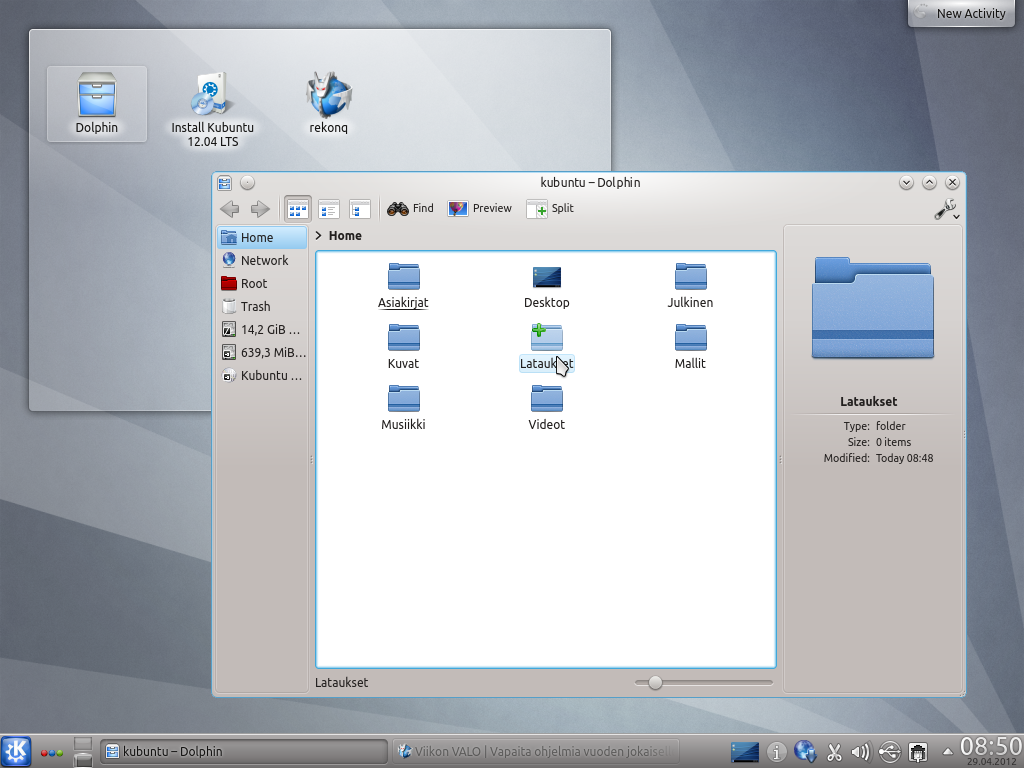 New Activity
Dolphin
Install Kubuntu
12.04 LTS
rekonq
kubuntu – Dolphin
Find
Preview
Split
Home
Network
Root
Trash
14,2 GiB ...
639,3 MiB...
Kubuntu ...
> Home
Asiakirjat
Desktop
Julkinen
Kuvat
Lataukset
Mallit
Musiikki
Videot
Lataukset
Type: folder
Size: 0 items
Modified: Today 08:48
Lataukset
kubuntu – Dolphin
Viikon VALO | Vapaita ohjelmia vuoden jokaisell
08:50
29.04.2012